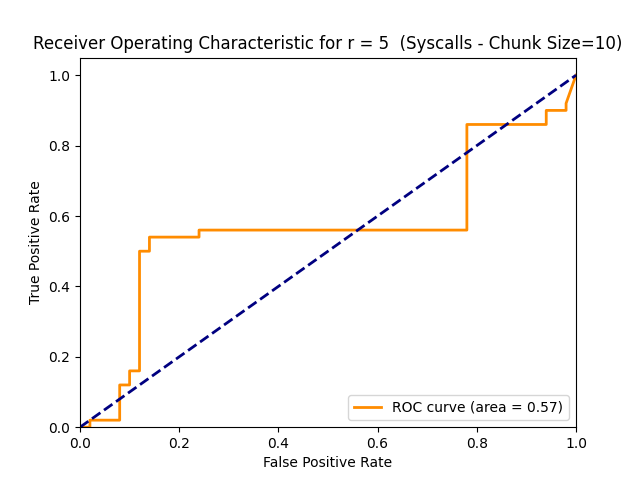 Receiver Operating Characteristic for r = 5 (Syscalls - Chunk Size=10)
1.0
0.8
0.6
0.4
0.2
0.0
True Positive Rate
ROC curve (area = 0.57)
0.0 0.2 0.4 0.6 0.8 1.0
False Positive Rate